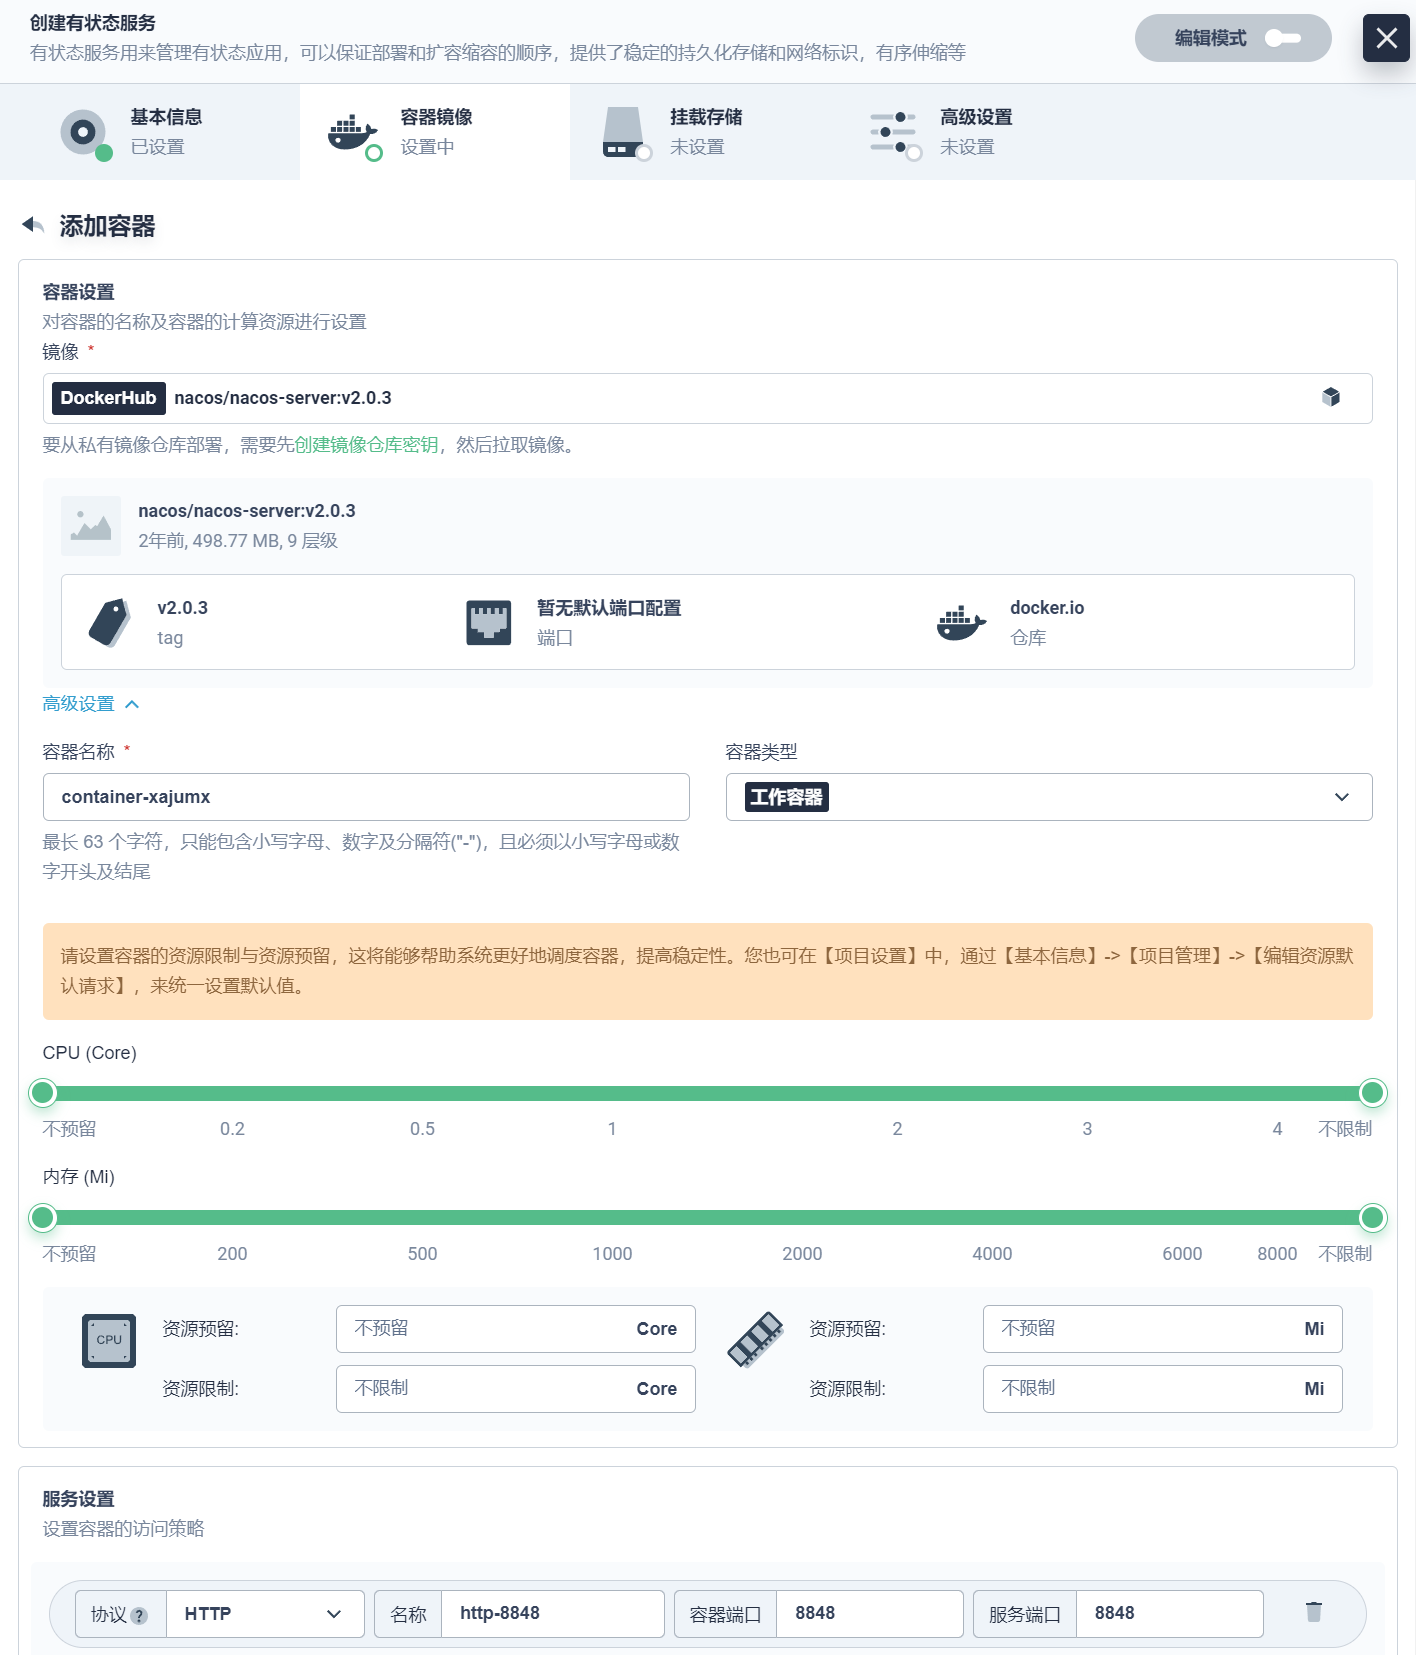 创建有状态服务
有状态服务用来管理有状态应用，可以保证部署和扩容缩容的顺序，提供了稳定的持久化存储和网络标识，有序伸缩等
编辑模式
基本信息
已设置
容器镜像
设置中
挂载存储
未设置
高级设置
未设置
添加容器
容器设置
对容器的名称及容器的计算资源进行设置
镜像 *
DockerHub nacos/nacos-server:v2.0.3
要从私有镜像仓库部署，需要先创建镜像仓库密钥，然后拉取镜像。
nacos/nacos-server:v2.0.3
2年前, 498.77 MB, 9 层级
v2.0.3
tag
暂无默认端口配置
端口
docker.io
仓库
高级设置
容器名称 *
container-xajumx
最长 63 个字符，只能包含小写字母、数字及分隔符("-")，且必须以小写字母或数
字开头及结尾
容器类型
工作容器
请设置容器的资源限制与资源预留，这将能够帮助系统更好地调度容器，提高稳定性。您也可在【项目设置】中，通过【基本信息】->【项目管理】->【编辑资源默
认请求】，来统一设置默认值。
CPU (Core)
不预留 0.2 0.5 1 2 3 4 不限制
内存 (Mi)
不预留 200 500 1000 2000 4000 6000 8000 不限制
CPU
资源预留: 不预留 Core
资源限制: 不限制 Core
资源预留: 不预留 Mi
资源限制: 不限制 Mi
服务设置
设置容器的访问策略
协议 ? HTTP 名称 http-8848 容器端口 8848 服务端口 8848